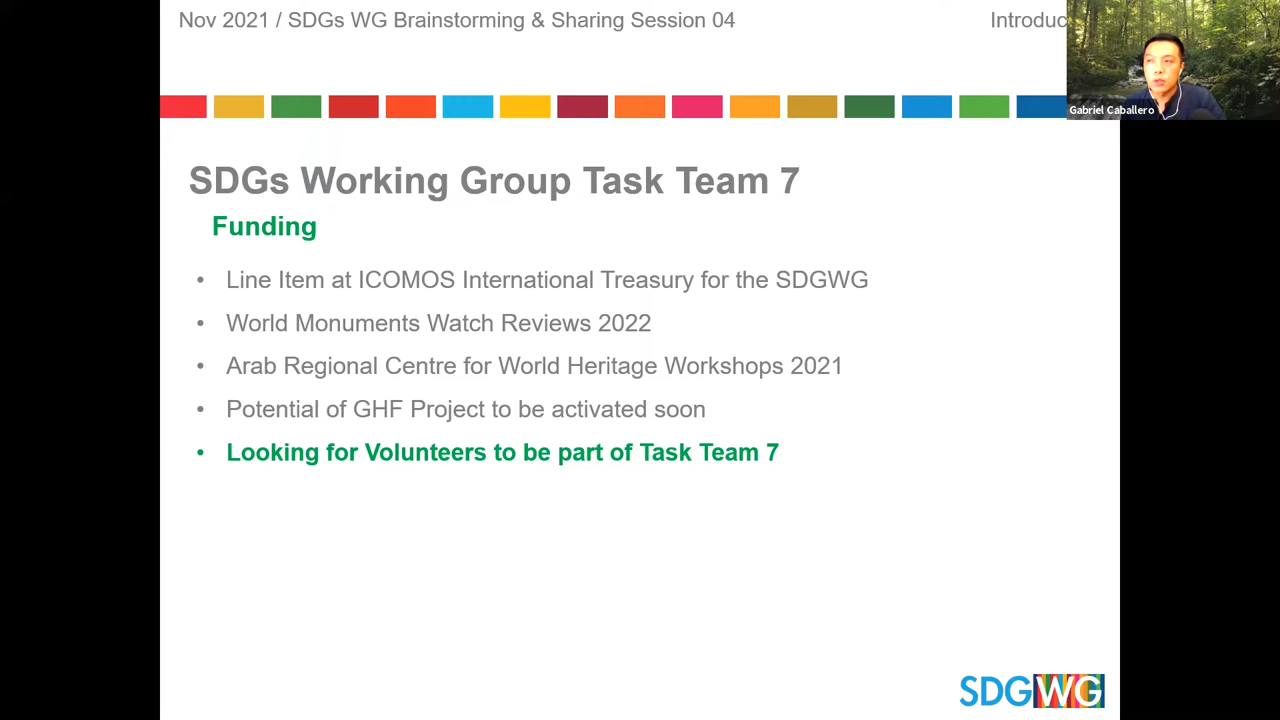 Nov 2021 / SDGs WG Brainstorming & Sharing Session 04
Gabriel Caballero
SDGs Working Group Task Team 7
Funding
• Line Item at ICOMOS International Treasury for the SDGWG
• World Monuments Watch Reviews 2022
• Arab Regional Centre for World Heritage Workshops 2021
• Potential of GHF Project to be activated soon
• Looking for Volunteers to be part of Task Team 7
SDGWG